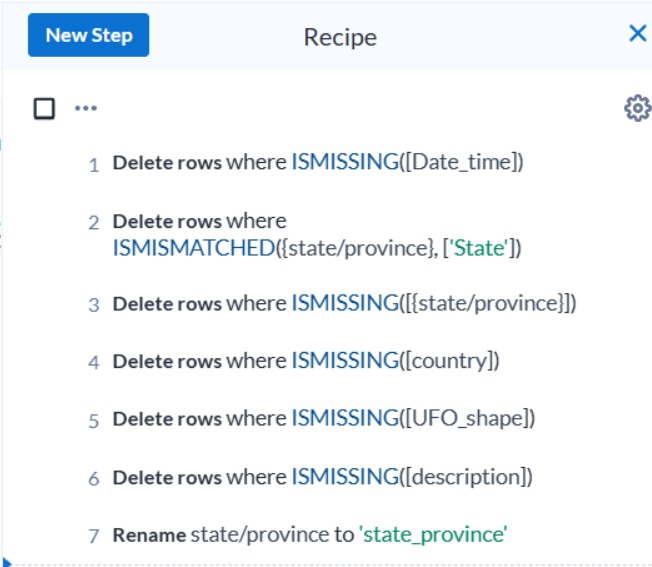 New Step
Recipe
1 Delete rows where ISMISSING([Date_time])
2 Delete rows where
ISMISMATCHED({state/province}, ['State'])
3 Delete rows where ISMISSING([{state/province}])
4 Delete rows where ISMISSING([country])
5 Delete rows where ISMISSING([UFO_shape])
6 Delete rows where ISMISSING([description])
7 Rename state/province to 'state_province'